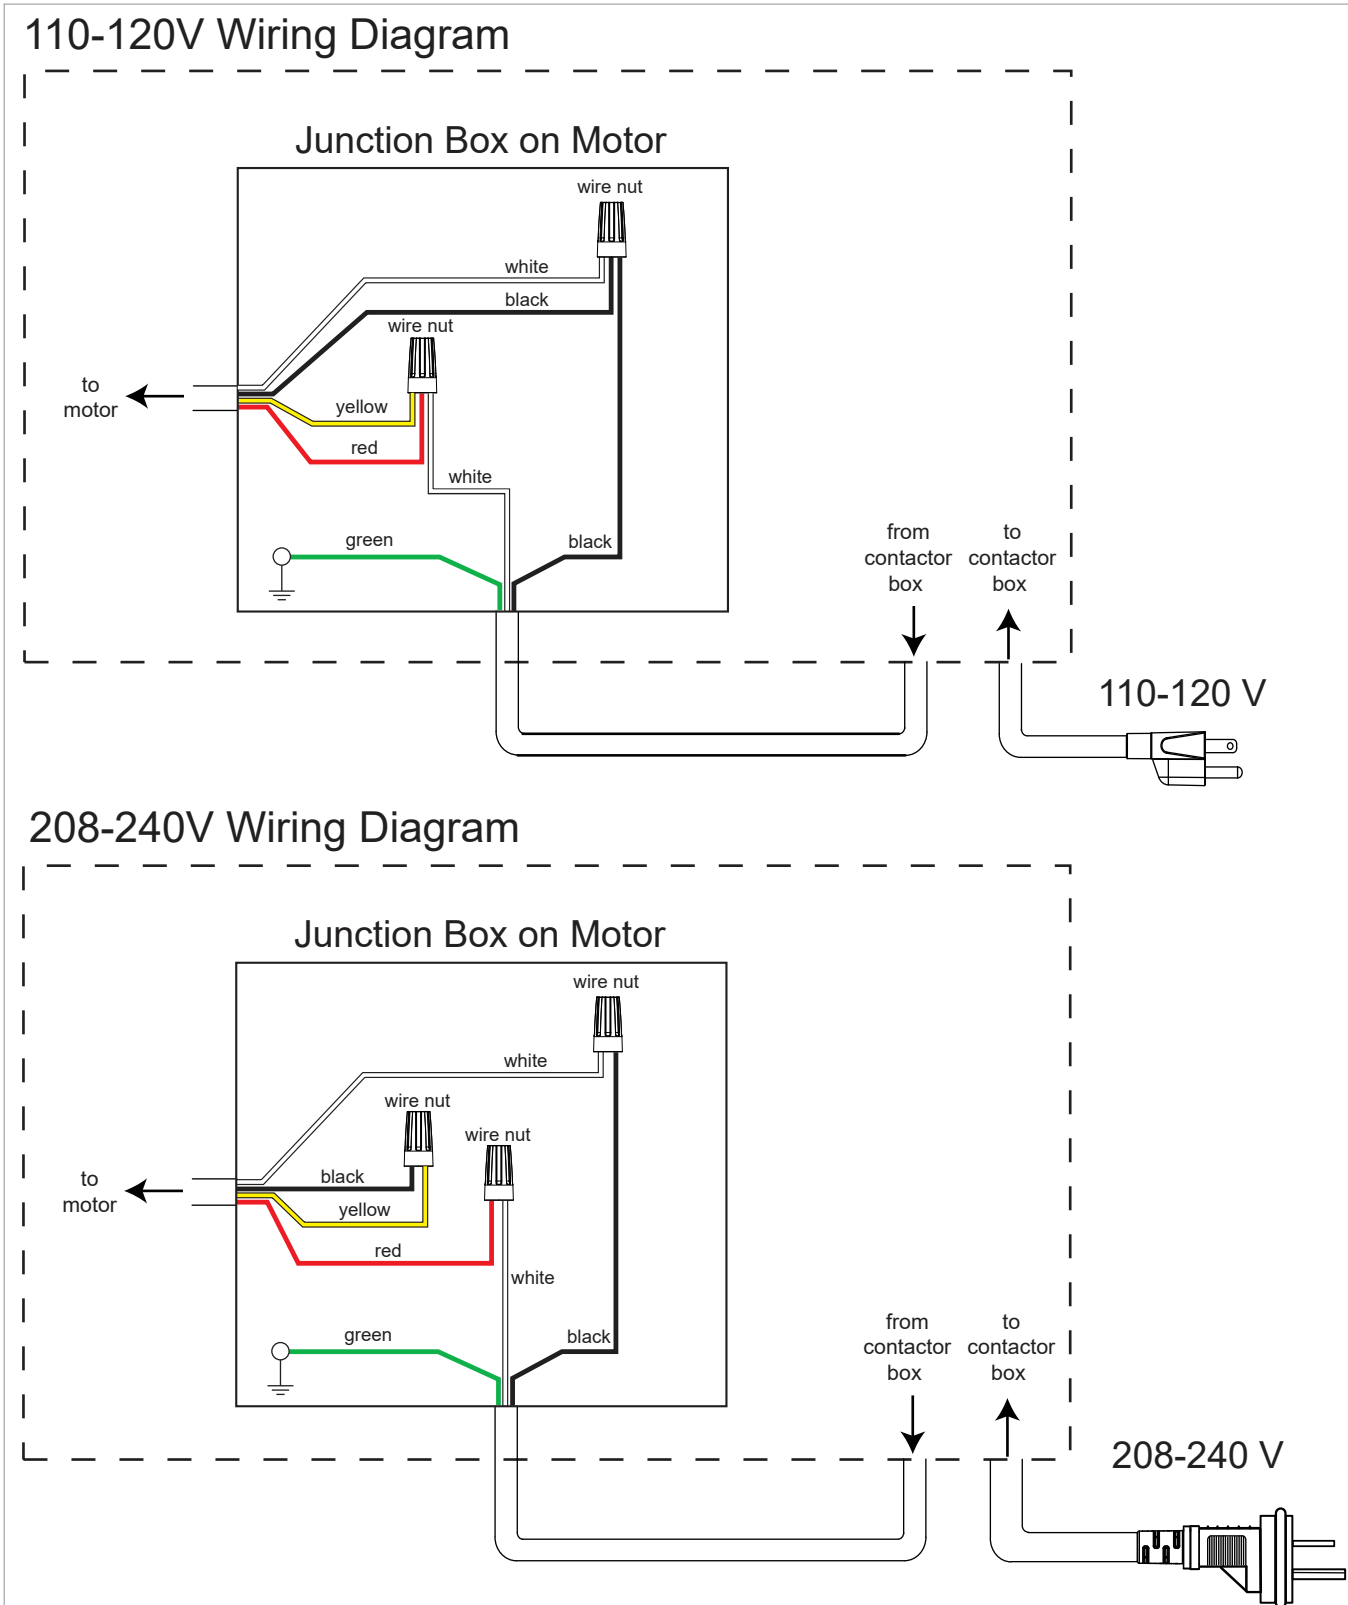 110-120V Wiring Diagram
Junction Box on Motor
wire nut
white
black
wire nut
to
motor
yellow
red
white
green
black
from
contactor
box
to
contactor
box
110-120 V
208-240V Wiring Diagram
Junction Box on Motor
wire nut
white
wire nut
wire nut
to
motor
black
yellow
red
white
green
black
from
contactor
box
to
contactor
box
208-240 V